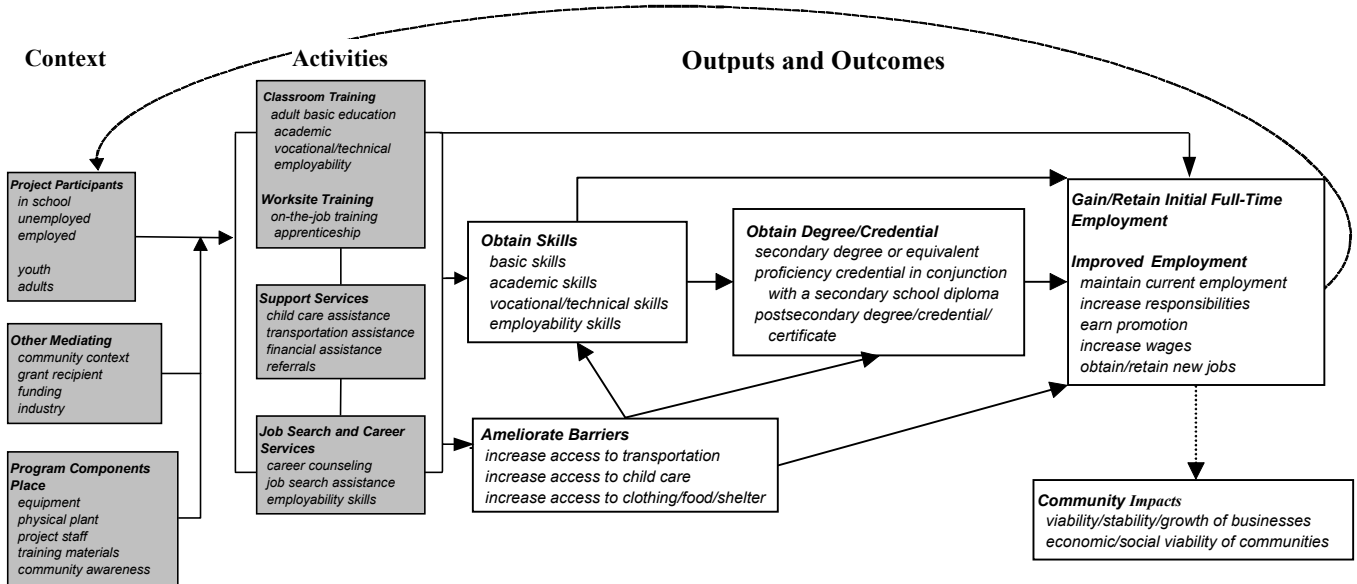 Context
Activities
Outputs and Outcomes
Project Participants
in school
unemployed
employed
youth
adults
Other Mediating
community context
grant recipient
funding
industry
Program Components
Place
equipment
physical plant
project staff
training materials
community awareness
Classroom Training
adult basic education
academic
vocational/technical
employability
Worksite Training
on-the-job training
apprenticeship
Support Services
child care assistance
transportation assistance
financial assistance
referrals
Job Search and Career
Services
career counseling
job search assistance
employability skills
Obtain Skills
basic skills
academic skills
vocational/technical skills
employability skills
Ameliorate Barriers
increase access to transportation
increase access to child care
increase access to clothing/food/shelter
Obtain Degree/Credential
secondary degree or equivalent
proficiency credential in conjunction
with a secondary school diploma
postsecondary degree/credential/
certificate
Gain/Retain Initial Full-Time
Employment
Improved Employment
maintain current employment
increase responsibilities
earn promotion
increase wages
obtain/retain new jobs
Community Impacts
viability/stability/growth of businesses
economic/social viability of communities